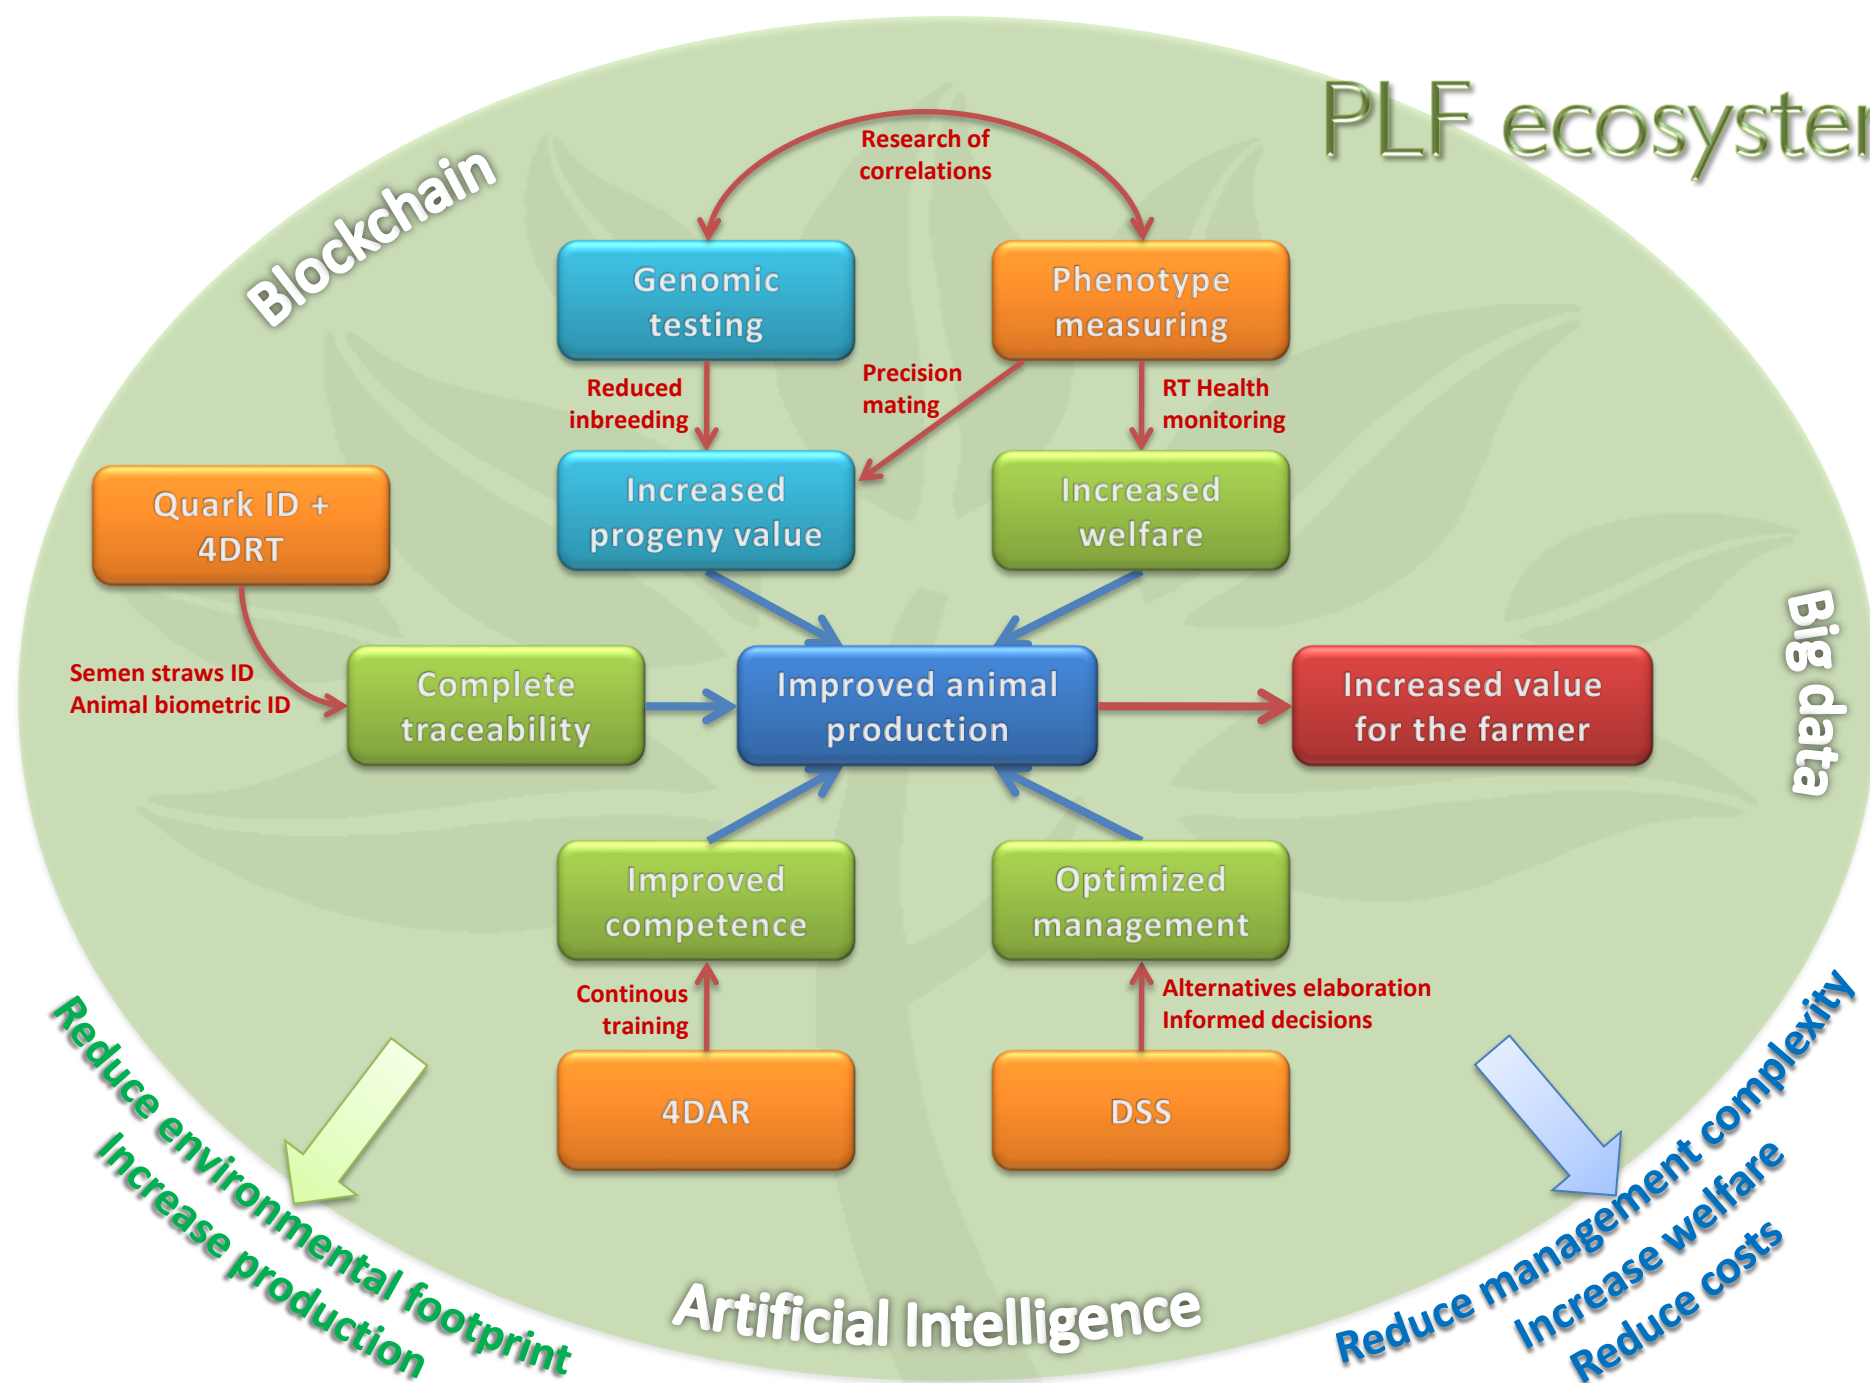 PLF ecosyster
Blockchain
Research of
correlations
Genomic
testing
Phenotype
measuring
Reduced
inbreeding
Precision
mating
RT Health
monitoring
Quark ID +
4DRT
Increased
progeny value
Increased
welfare
Big data
Semen straws ID
Animal biometric ID
Complete
traceability
Improved animal
production
Increased value
for the farmer
Improved
competence
Optimized
management
Continous
training
Alternatives elaboration
Informed decisions
4DAR
DSS
Reduce environmental footprint
Increase production
Artificial Intelligence
Reduce management complexity
Increase welfare
Reduce costs